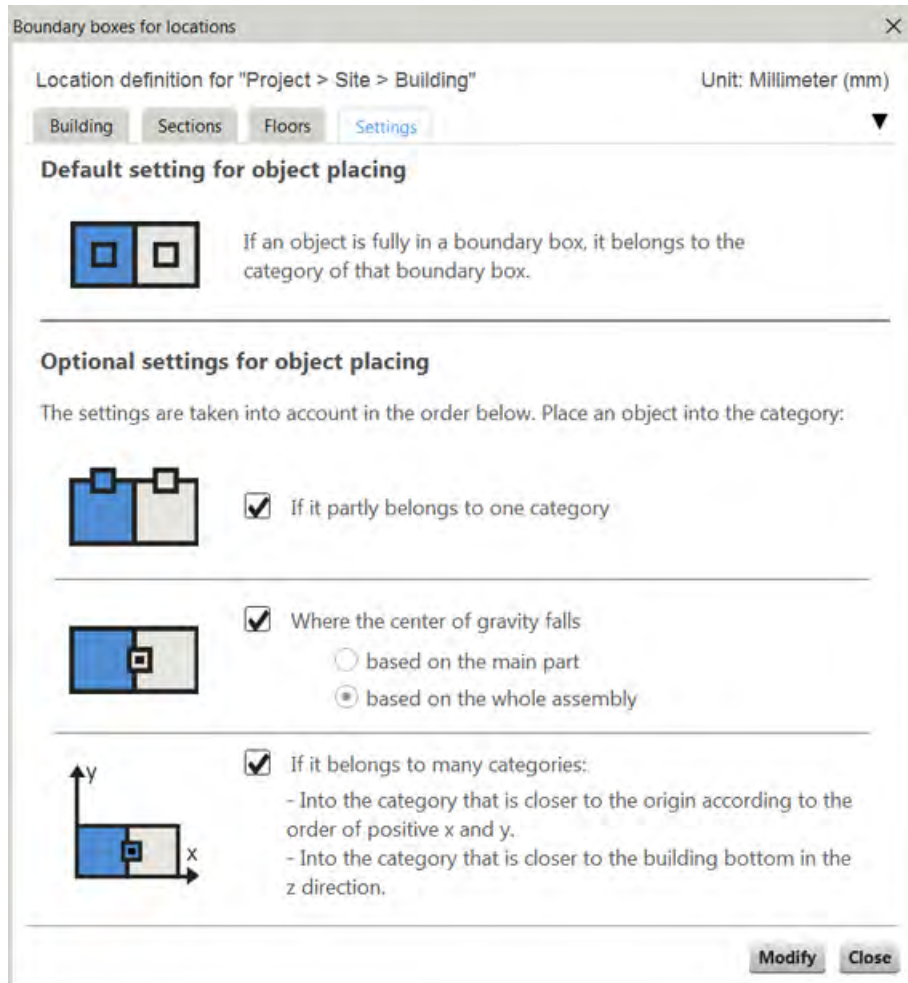 Boundary boxes for locations
Location definition for "Project > Site > Building" Unit: Millimeter (mm)
Building Sections Floors Settings
Default setting for object placing
If an object is fully in a boundary box, it belongs to the
category of that boundary box.
Optional settings for object placing
The settings are taken into account in the order below. Place an object into the category:
If it partly belongs to one category
Where the center of gravity falls
based on the main part
based on the whole assembly
y
x
If it belongs to many categories:
- Into the category that is closer to the origin according to the
order of positive x and y.
- Into the category that is closer to the building bottom in the
z direction.
Modify Close